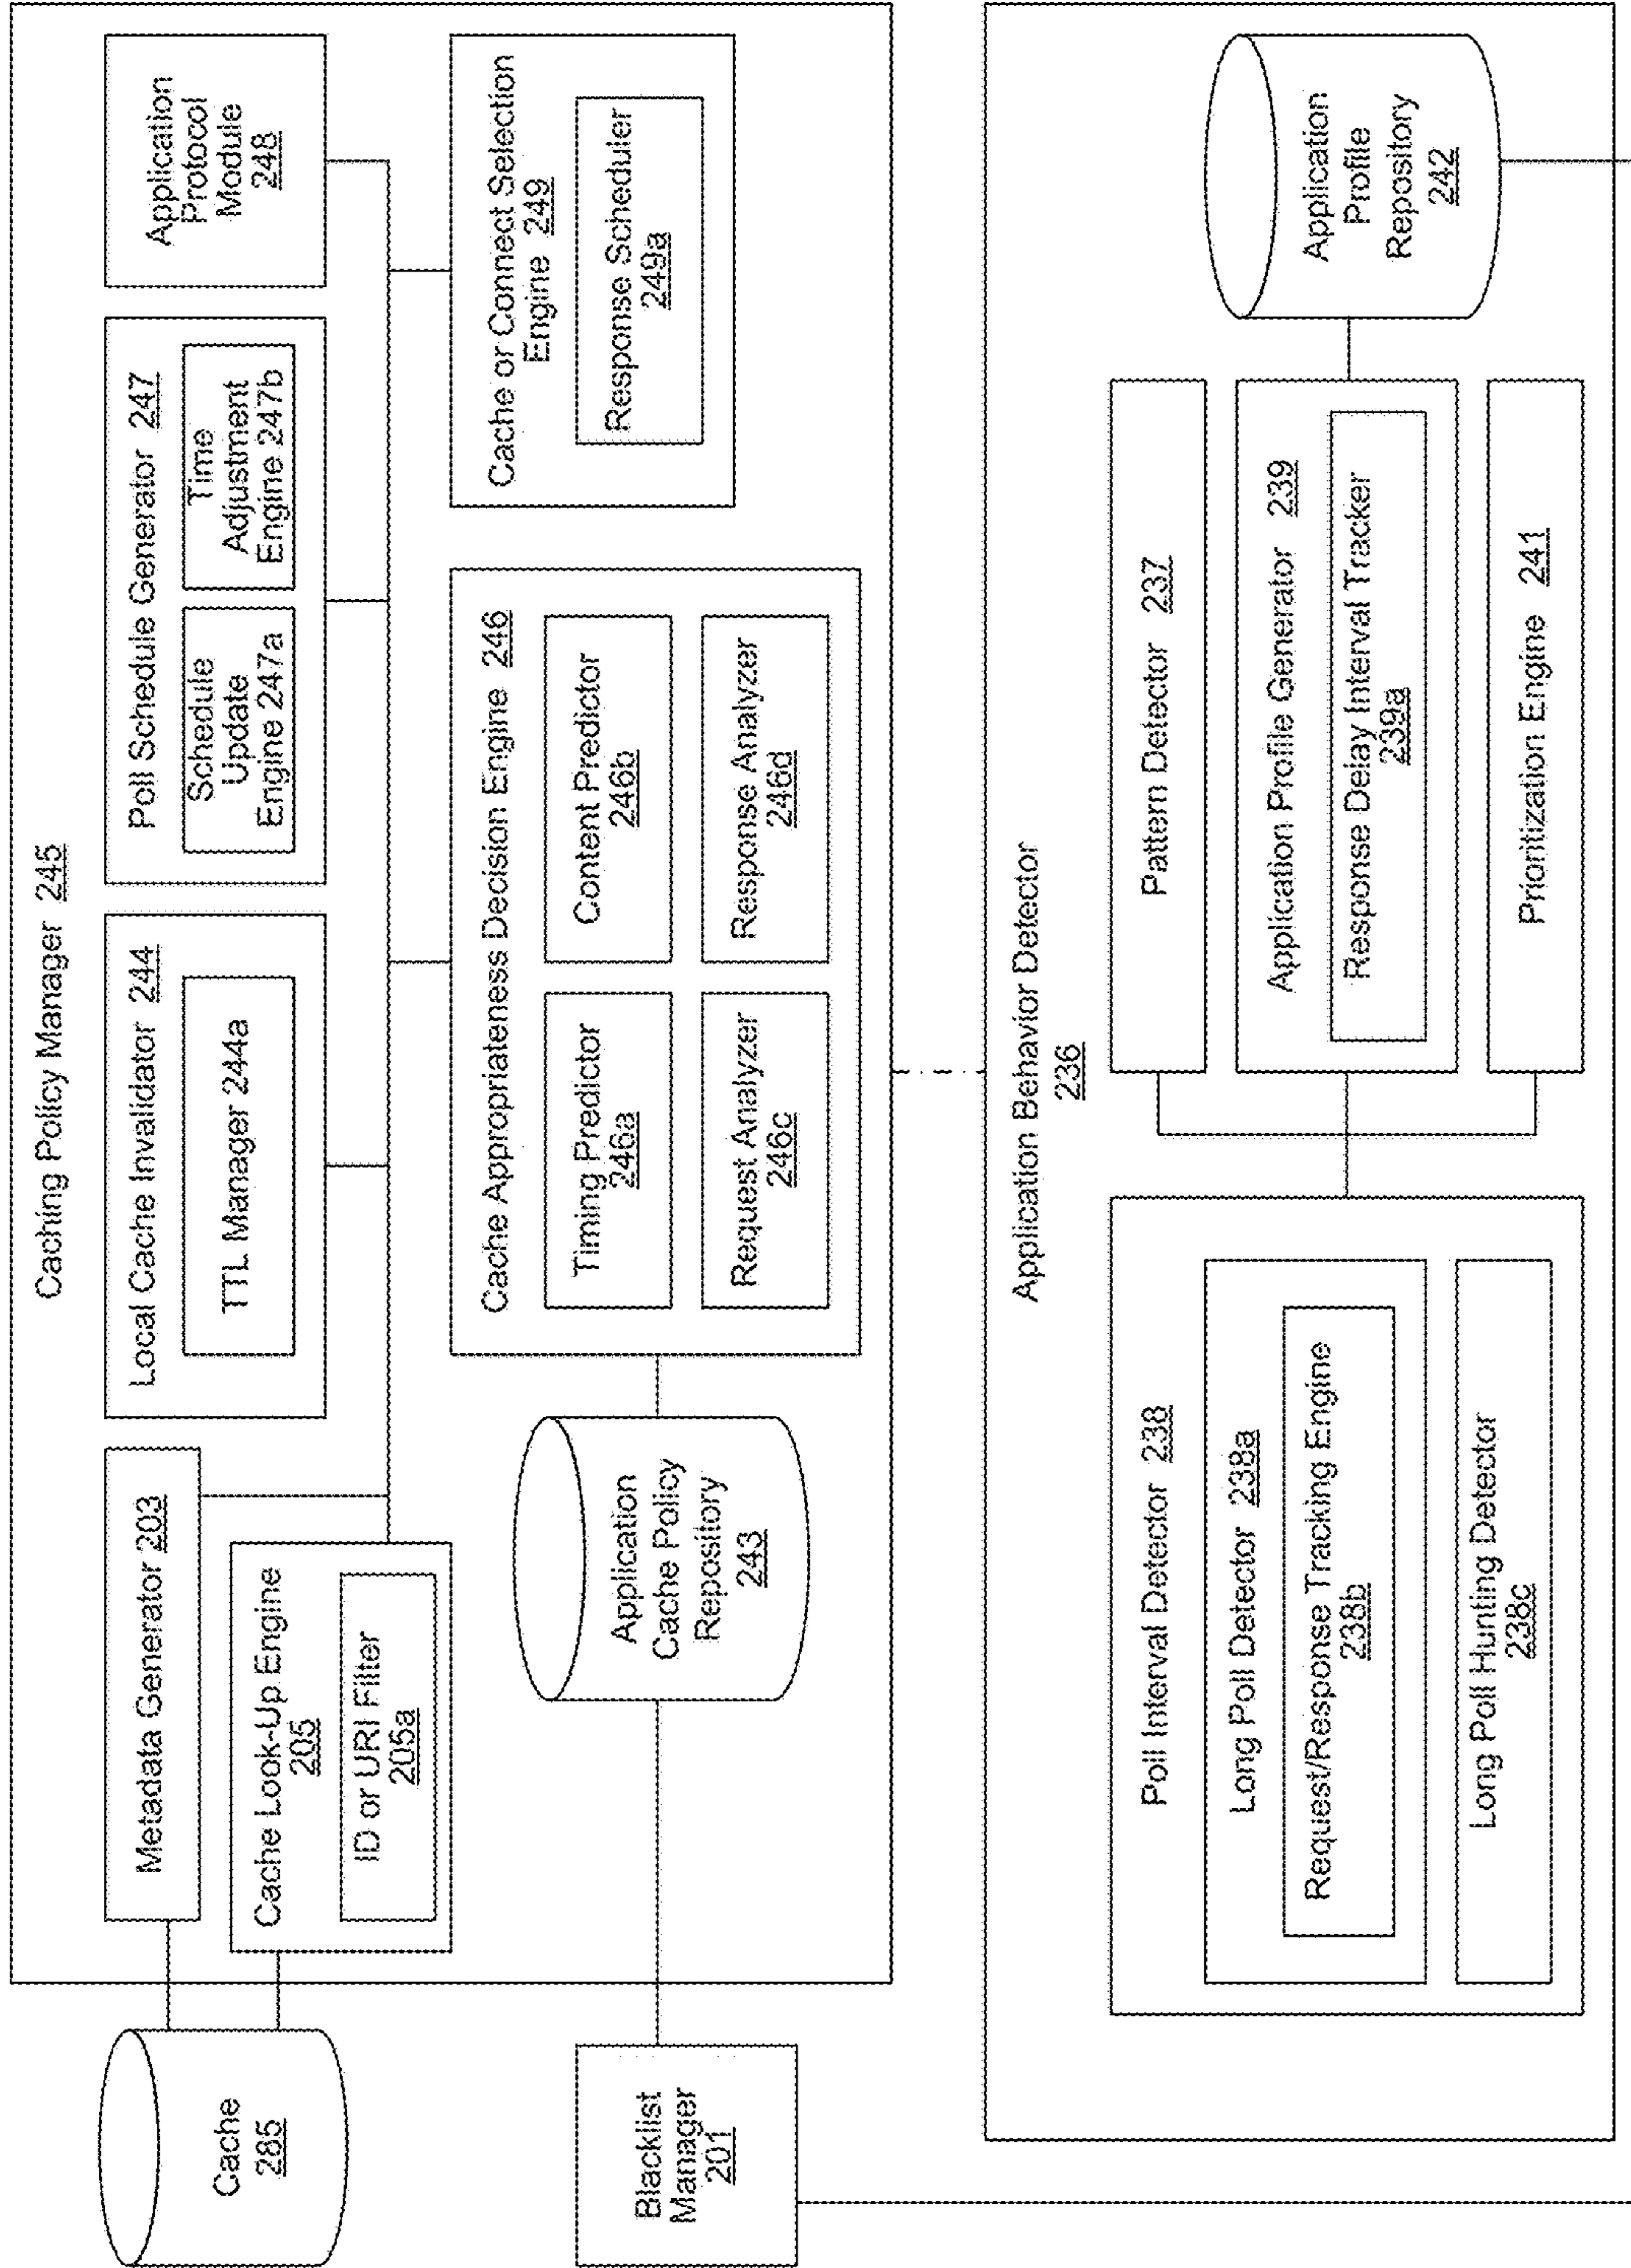 Caching Policy Manager 245
Cache
285
Metadata Generator 203
Cache Look-Up Engine
205
ID or URI Filter
205a
Local Cache Invalidator 244
TTL Manager 244a
Poll Schedule Generator 247
Schedule
Update
Engine 247a
Time
Adjustment
Engine 247b
Application
Protocol
Module
248
Blacklist
Manager
201
Application
Cache Policy
Repository
243
Cache Appropriateness Decision Engine 246
Timing Predictor
246a
Content Predictor
246b
Request Analyzer
246c
Response Analyzer
246d
Cache or Connect Selection
Engine 249
Response Scheduler
249a
Application Behavior Detector
236
Poll Interval Detector 238
Long Poll Detector 238a
Request/Response Tracking Engine
238b
Long Poll Hunting Detector
238c
Pattern Detector 237
Application Profile Generator 239
Response Delay Interval Tracker
239a
Prioritization Engine 241
Application
Profile
Repository
242